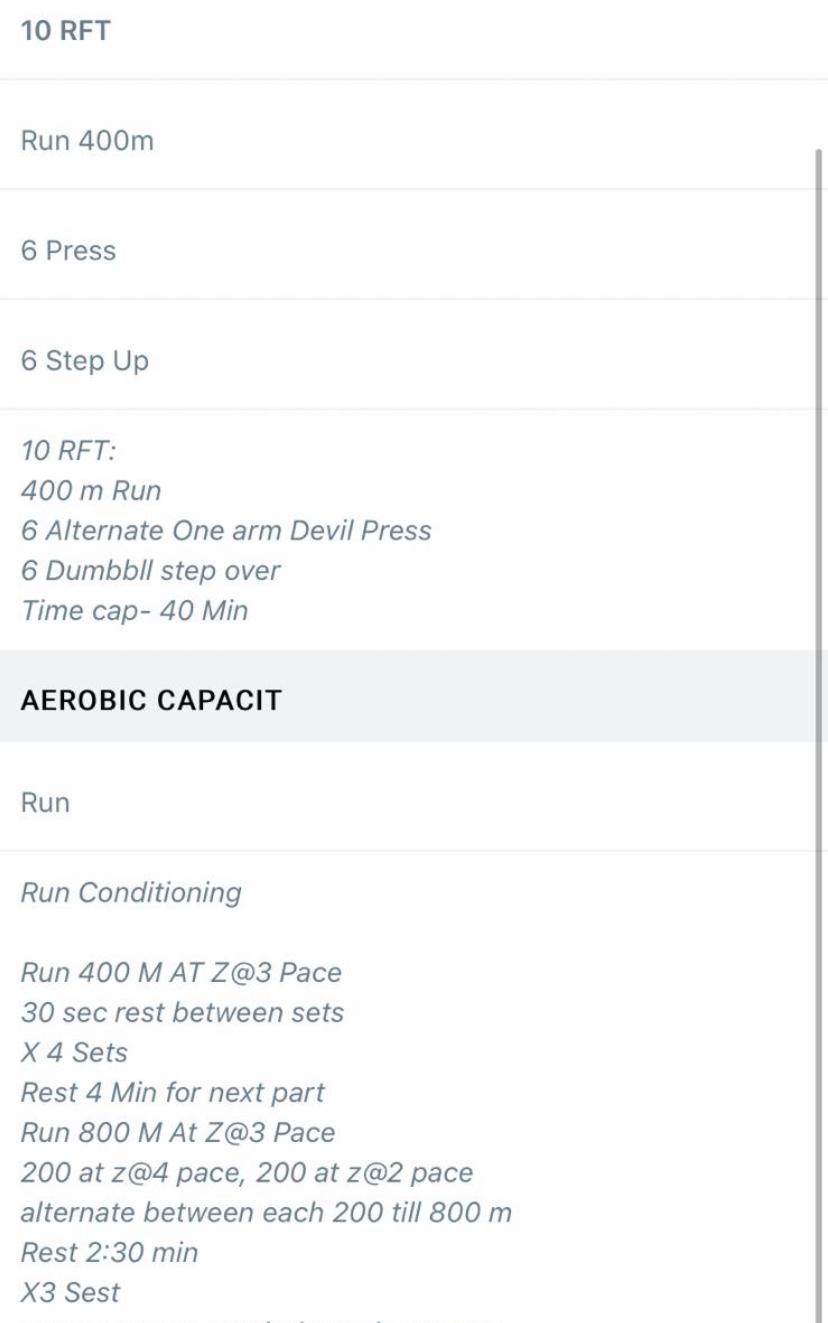 10 RFT
Run 400m
6 Press
6 Step Up
10 RFT:
400 m Run
6 Alternate One arm Devil Press
6 Dumbbll step over
Time cap- 40 Min
AEROBIC CAPACIT
Run
Run Conditioning
Run 400 M AT Z@3 Pace
30 sec rest between sets
X 4 Sets
Rest 4 Min for next part
Run 800 M At Z@3 Pace
200 at z@4 pace, 200 at z@2 pace
alternate between each 200 till 800 m
Rest 2:30 min
X3 Sest